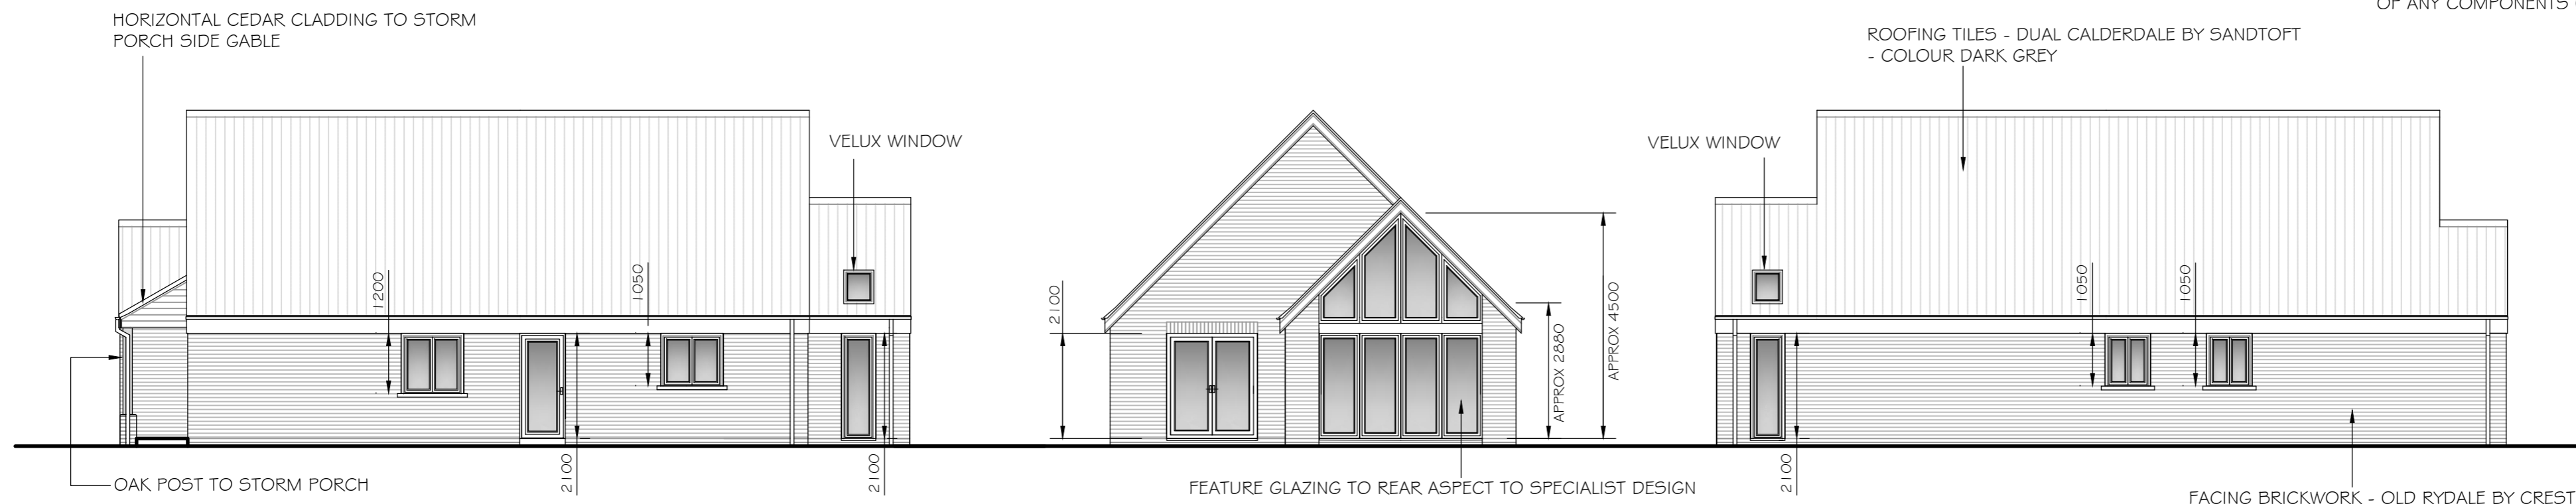 OF ANY COMPONENTS
HORIZONTAL CEDAR CLADDING TO STORM
PORCH SIDE GABLE
ROOFING TILES - DUAL CALDERDALE BY SANDTOFT
- COLOUR DARK GREY
VELUX WINDOW
VELUX WINDOW
1200
1050
2100
APPROX 2880
APPROX 4500
1050
1050
2100
2100
2100
OAK POST TO STORM PORCH
FEATURE GLAZING TO REAR ASPECT TO SPECIALIST DESIGN
FACING BRICKWORK - OLD RYDALE BY CREST